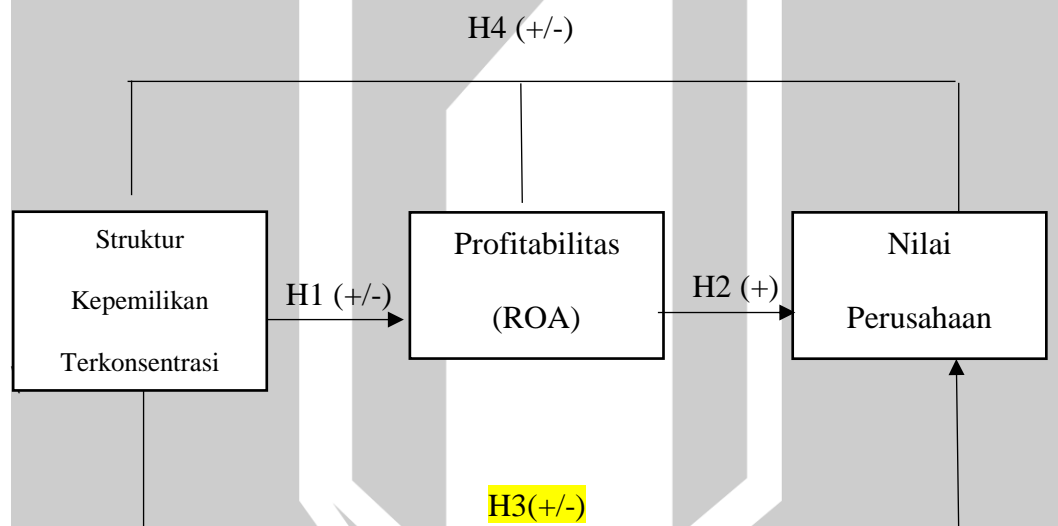 H4 (+/-)
Struktur
Kepemilikan
Terkonsentrasi
H1 (+/-)
Profitabilitas
(ROA)
H2 (+)
Nilai
Perusahaan
H3(+/-)